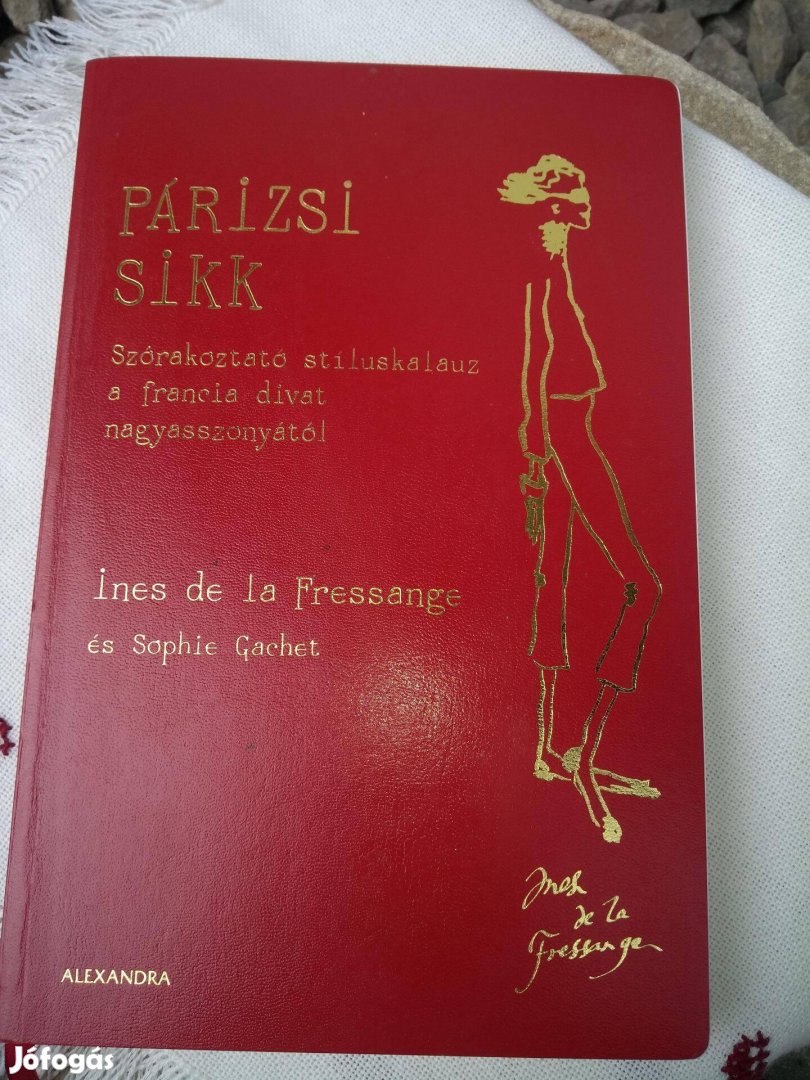 PÁRIZSI
SIKK
Szórakoztató stíluskalauz
a francia divat
nagyasszonyától
Ines de la Fressange
és Sophie Gachet
Ines
de la
Fressange
ALEXANDRA
Jófogás